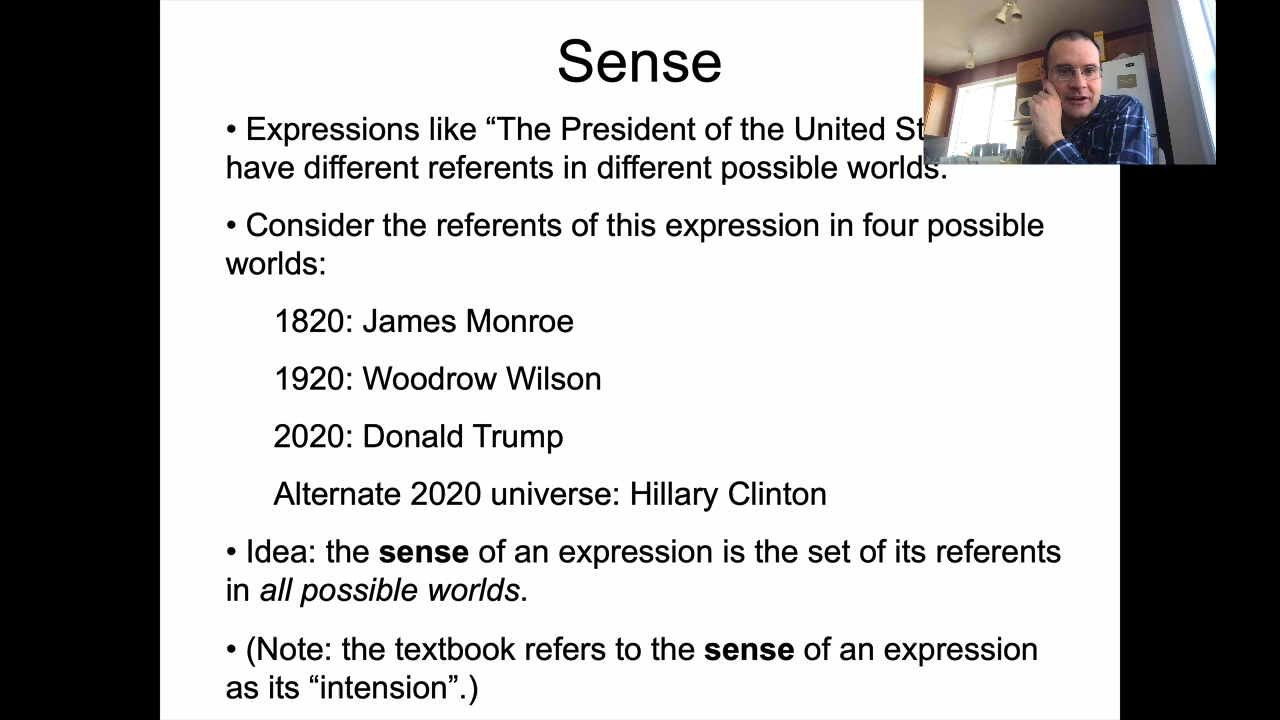 Sense
• Expressions like “The President of the United
have different referents in different possible worlds.
• Consider the referents of this expression in four possible
worlds:
1820: James Monroe
1920: Woodrow Wilson
2020: Donald Trump
Alternate 2020 universe: Hillary Clinton
• Idea: the sense of an expression is the set of its referents
in all possible worlds.
• (Note: the textbook refers to the sense of an expression
as its “intension”.)